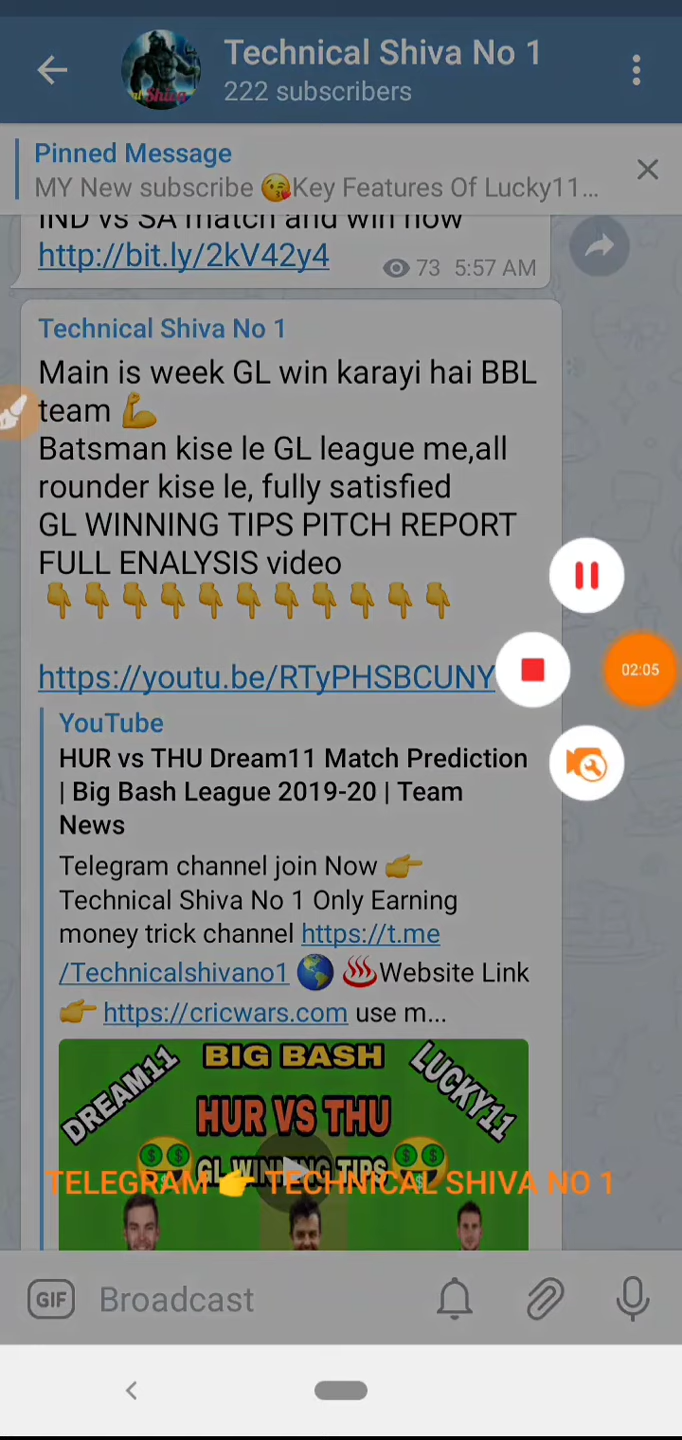 Technical Shiva No 1
222 subscribers
Pinned Message
MY New subscribe 😘Key Features Of Lucky11...
IND vs SA match and win now
http://bit.ly/2kV42y4
73 5:57 AM
Technical Shiva No 1
Main is week GL win karayi hai BBL
team 💪
Batsman kise le GL league me,all
rounder kise le, fully satisfied
GL WINNING TIPS PITCH REPORT
FULL ENALYSIS video
👇👇👇👇👇👇👇👇👇👇👇
https://youtu.be/RTyPHSBCUNY
02:05
YouTube
HUR vs THU Dream11 Match Prediction
| Big Bash League 2019-20 | Team
News
Telegram channel join Now 👉
Technical Shiva No 1 Only Earning
money trick channel https://t.me
/Technicalshivano1 🌎 ♨️Website Link
👉 https://cricwars.com use m...
DREAM11
BIG BASH
LUCKY11
HUR VS THU
GL WINNING TIPS
TELEGRAM 👉 TECHNICAL SHIVA NO 1
GIF
Broadcast